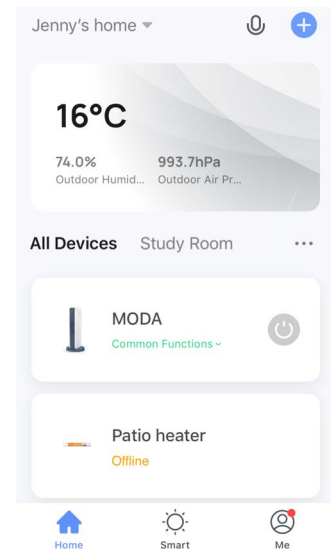 Jenny's home
16°C
74.0% 993.7hPa
Outdoor Humid... Outdoor Air Pr...
All Devices Study Room
MODA
Common Functions
Patio heater
Offline
Home Smart Me